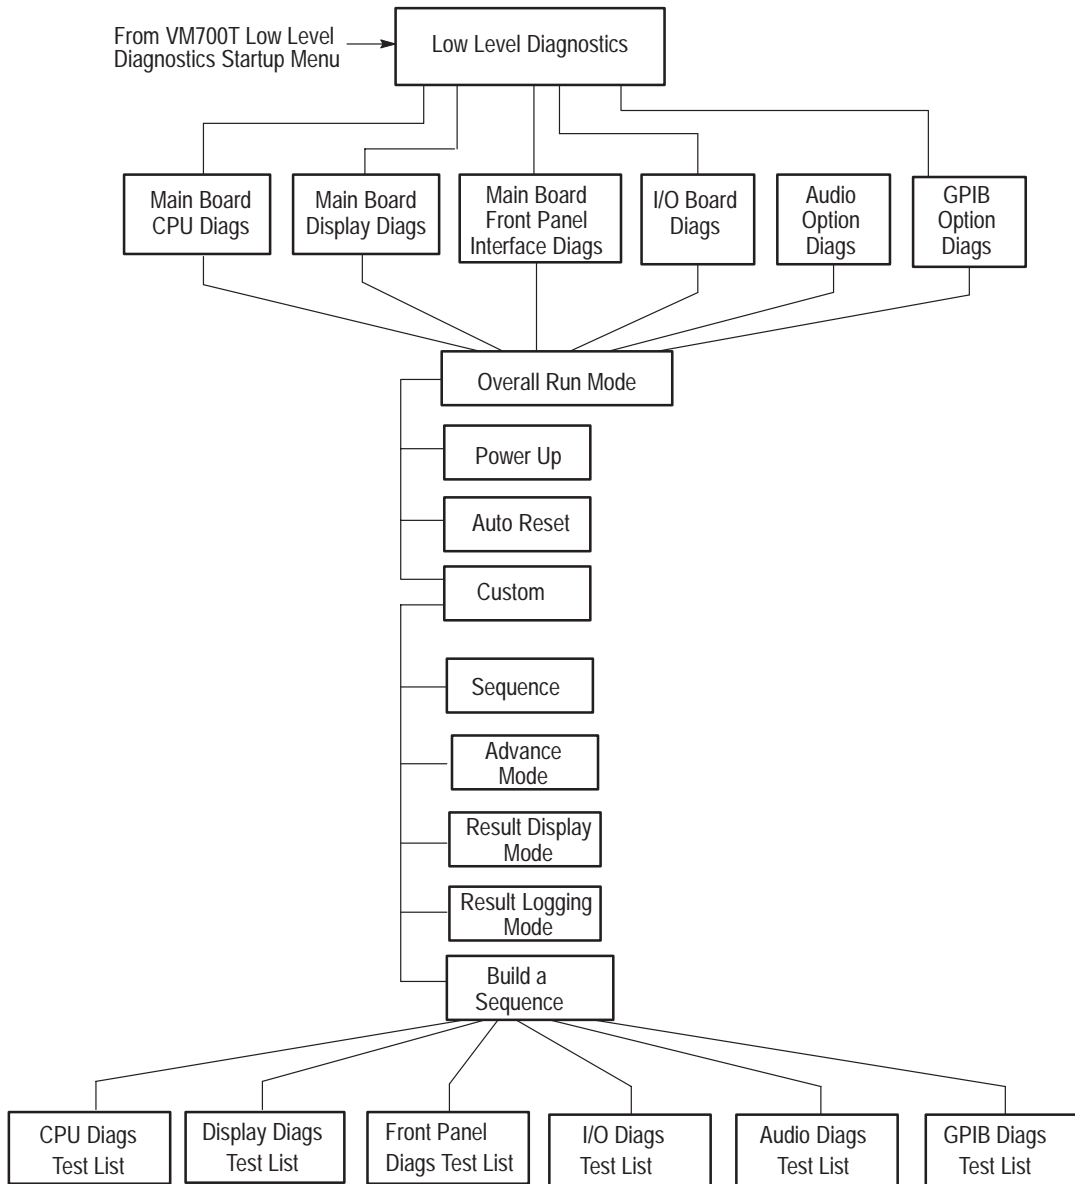 From VM700T Low Level
Diagnostics Startup Menu
Low Level Diagnostics
Main Board
CPU Diags
Main Board
Display Diags
Main Board
Front Panel
Interface Diags
I/O Board
Diags
Audio
Option
Diags
GPIB
Option
Diags
Overall Run Mode
Power Up
Auto Reset
Custom
Sequence
Advance
Mode
Result Display
Mode
Result Logging
Mode
Build a
Sequence
CPU Diags
Test List
Display Diags
Test List
Front Panel
Diags Test List
I/O Diags
Test List
Audio Diags
Test List
GPIB Diags
Test List